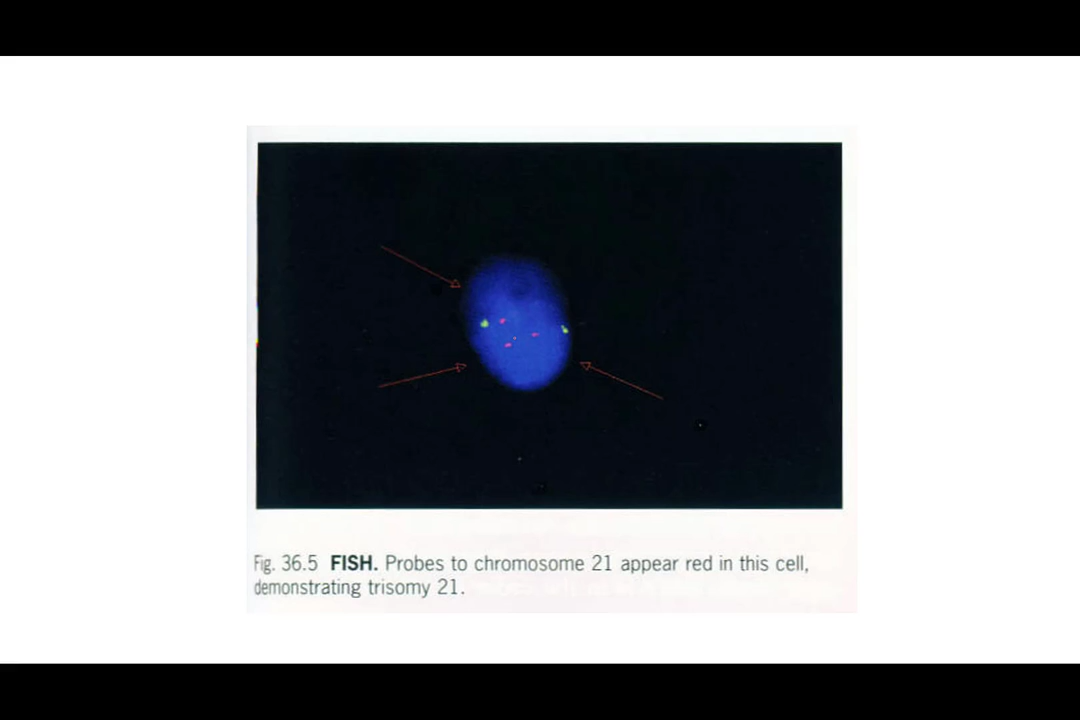 Fig. 36.5 FISH. Probes to chromosome 21 appear red in this cell,
demonstrating trisomy 21.